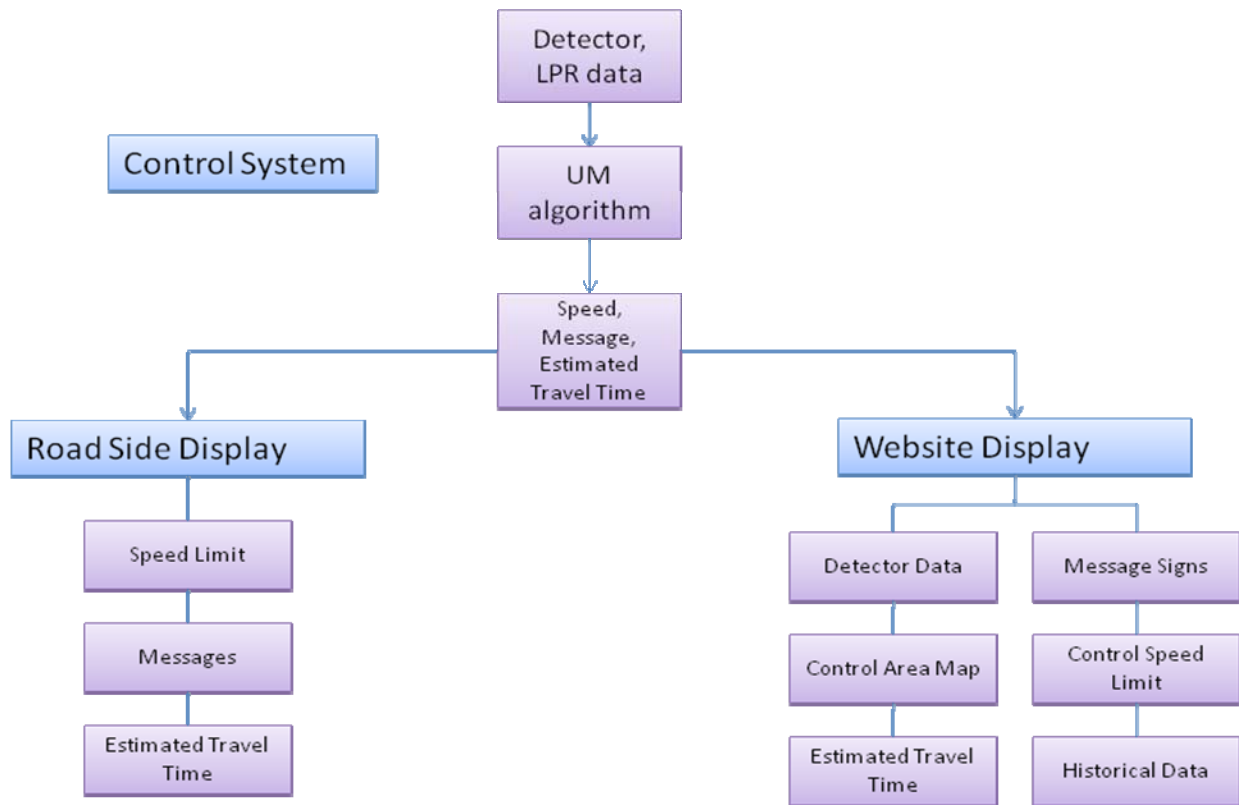 Detector,
LPR data
Control System
UM
algorithm
Speed,
Message,
Estimated
Travel Time
Road Side Display
Speed Limit
Messages
Estimated Travel
Time
Website Display
Detector Data
Control Area Map
Estimated Travel
Time
Message Signs
Control Speed
Limit
Historical Data